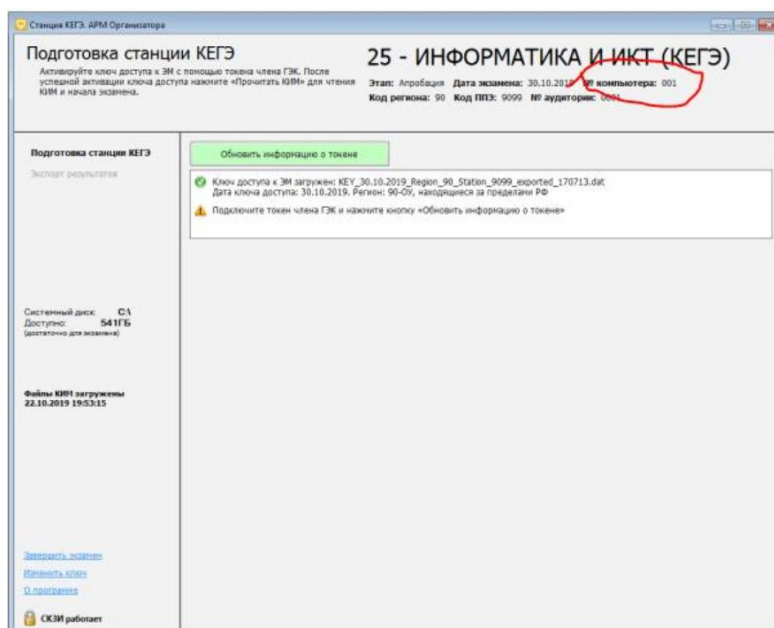 Станция КЕГЭ. АРМ Организатора
Подготовка станции КЕГЭ
Активируйте ключ доступа к ЭМ с помощью токена члена ГЭК. После
успешной активации ключа доступа нажмите «Прочитать КИМ» для чтения
КИМ и начала экзамена.
25 - ИНФОРМАТИКА И ИКТ (КЕГЭ)
Этап: Апробация Дата экзамена: 30.10.2019 № компьютера: 001
Код региона: 90 Код ППЭ: 9099 № аудитории: 0001
Подготовка станции КЕГЭ
Экспорт результатов
Обновить информацию о токене
Ключ доступа к ЭМ загружен: KEY_30.10.2019_Region_90_Station_9099_exported_170713.dat
Дата ключа доступа: 30.10.2019. Регион: 90-ОУ, находящиеся за пределами РФ
Подключите токен члена ГЭК и нажмите кнопку «Обновить информацию о токене»
Системный диск: C:\
Доступно: 541ГБ
(достаточно для экзамена)
Файлы КИМ загружены
22.10.2019 19:53:15
Завершить экзамен
Изменить ключ
О программе
СКЗИ работает